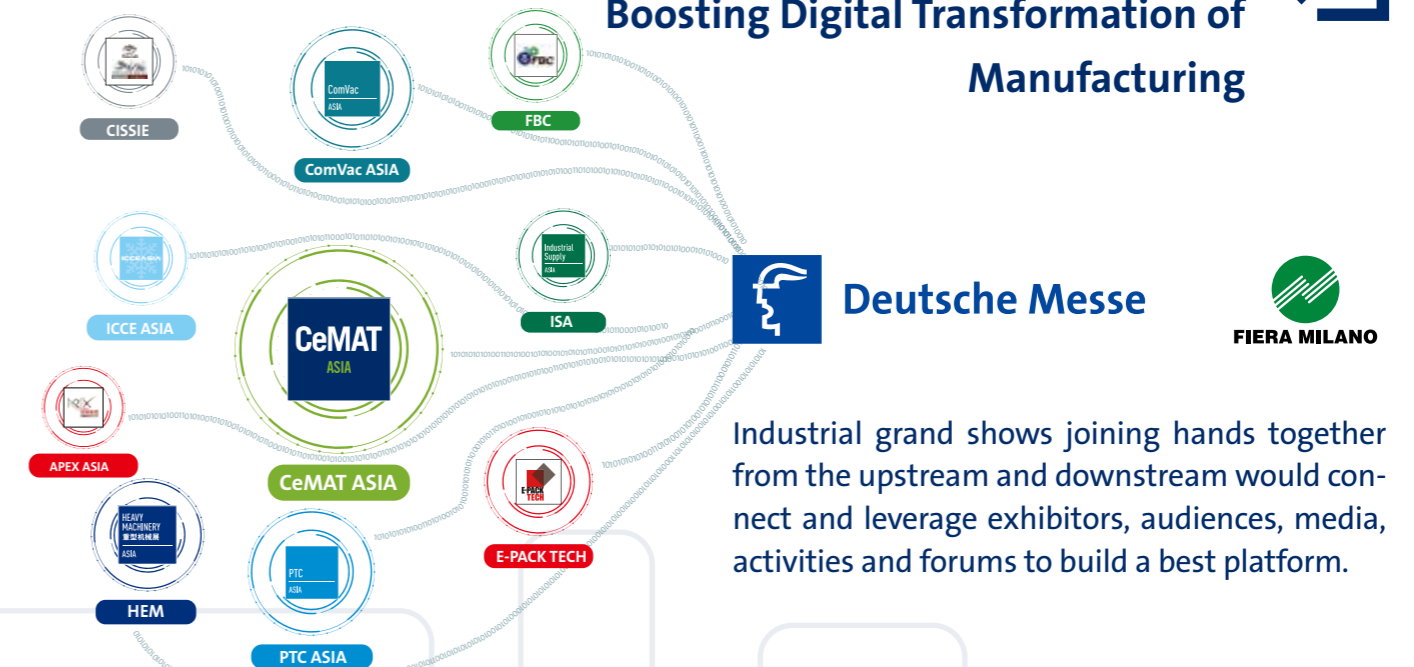 Boosting Digital Transformation of
Manufacturing
CISSIE
ComVac
ASIA
ComVac ASIA
FBC
FBC
ICCEASIA
ICCE ASIA
Industrial
Supply
ASIA
ISA
CeMAT
ASIA
CeMAT ASIA
APEX ASIA
HEAVY
MACHINERY
重型机械展
ASIA
HEM
PTC
ASIA
PTC ASIA
E-PACK
TECH
E-PACK TECH
Deutsche Messe
FIERA MILANO
Industrial grand shows joining hands together
from the upstream and downstream would con-
nect and leverage exhibitors, audiences, media,
activities and forums to build a best platform.